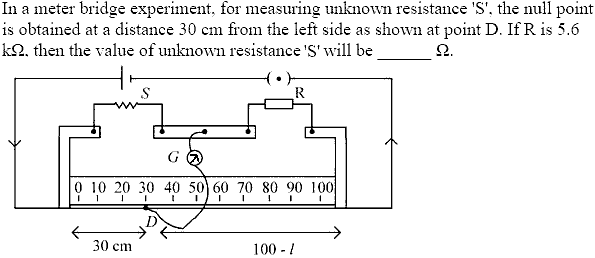 In a meter bridge experiment, for measuring unknown resistance 'S', the null point
is obtained at a distance 30 cm from the left side as shown at point D. If R is 5.6
kΩ, then the value of unknown resistance 'S' will be ______ Ω.
S
R
G
0 10 20 30 40 50 60 70 80 90 100
D
30 cm
100 - l